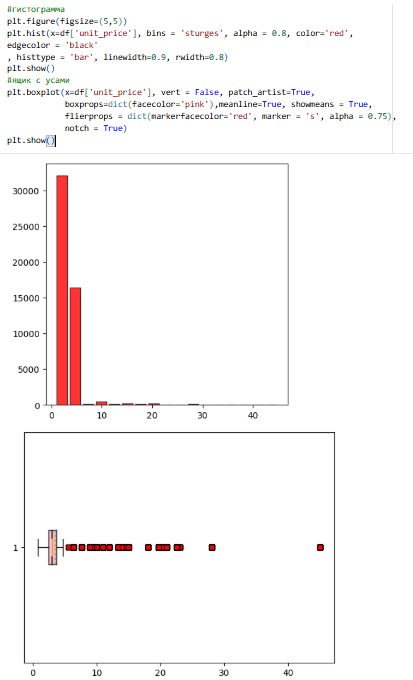 #гистограмма
plt.figure(figsize=(5,5))
plt.hist(x=df['unit_price'], bins = 'sturges', alpha = 0.8, color='red',
edgecolor = 'black'
, histtype = 'bar', linewidth=0.9, rwidth=0.8)
plt.show()
#ящик с усами
plt.boxplot(x=df['unit_price'], vert = False, patch_artist=True,
boxprops=dict(facecolor='pink'),meanline=True, showmeans = True,
flierprops = dict(markerfacecolor='red', marker = 's', alpha = 0.75),
notch = True)
plt.show()
30000
25000
20000
15000
10000
5000
0
0 10 20 30 40
1
0 10 20 30 40